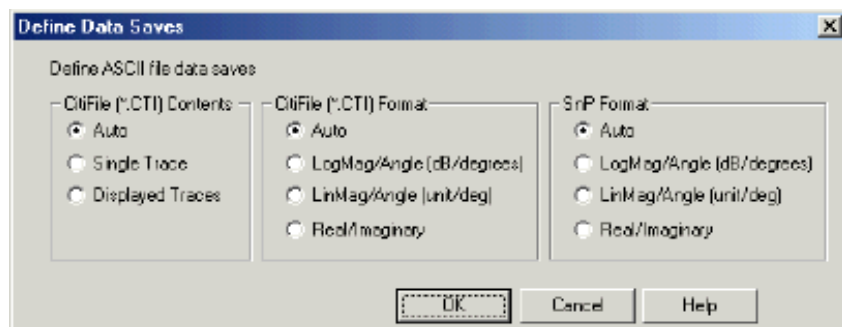 Define Data Saves
Define ASCII file data saves
CitiFile (*.CTI) Contents
Auto
Single Trace
Displayed Traces
CitiFile (*.CTI) Format
Auto
LogMag/Angle (dB/degrees)
LinMag/Angle (unit/deg)
Real/Imaginary
SnP Format
Auto
LogMag/Angle (dB/degrees)
LinMag/Angle (unit/deg)
Real/Imaginary
OK
Cancel
Help